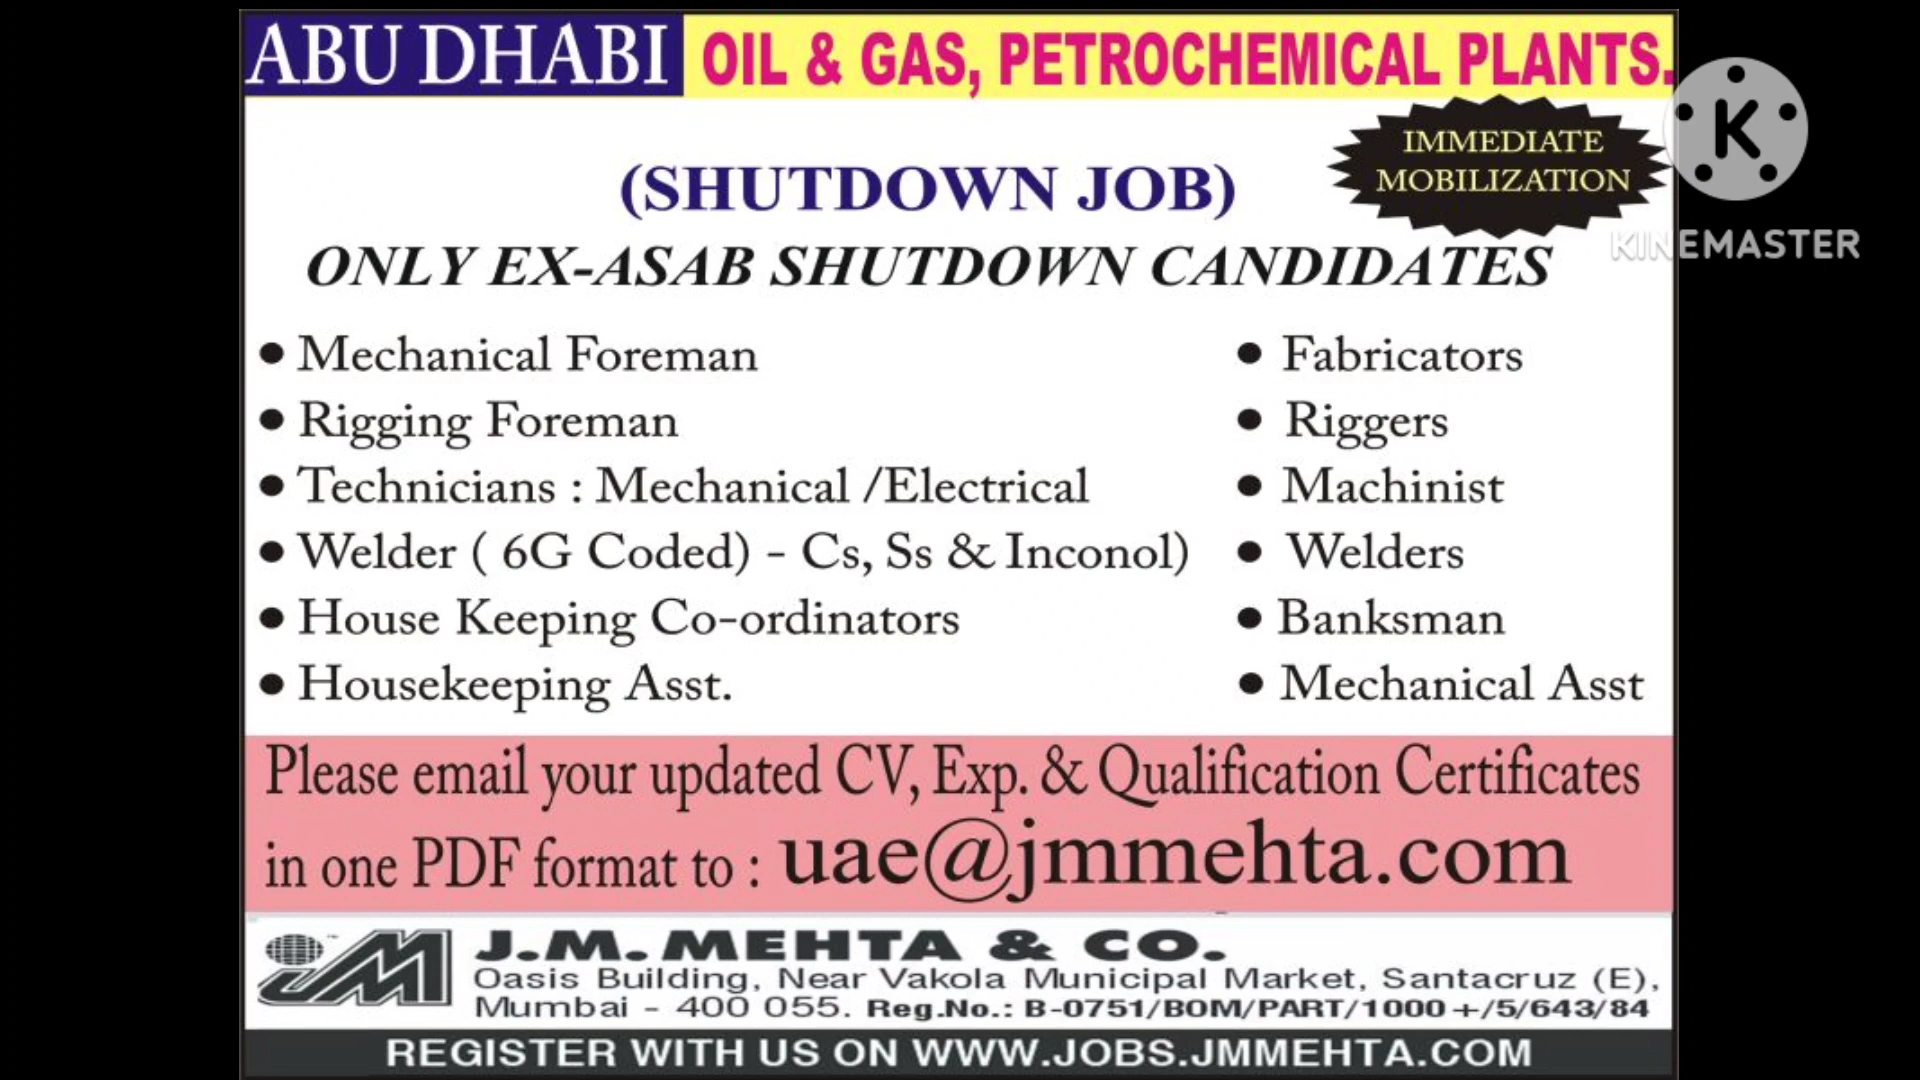 ABU DHABI OIL & GAS, PETROCHEMICAL PLANTS.
IMMEDIATE
MOBILIZATION
K
KINEMASTER
(SHUTDOWN JOB)
ONLY EX-ASAB SHUTDOWN CANDIDATES
• Mechanical Foreman
• Rigging Foreman
• Technicians : Mechanical /Electrical
• Welder ( 6G Coded) - Cs, Ss & Inconol)
• House Keeping Co-ordinators
• Housekeeping Asst.
• Fabricators
• Riggers
• Machinist
• Welders
• Banksman
• Mechanical Asst
Please email your updated CV, Exp. & Qualification Certificates
in one PDF format to : uae@jmmehta.com
JM
J.M. MEHTA & CO.
Oasis Building, Near Vakola Municipal Market, Santacruz (E),
Mumbai - 400 055. Reg.No.: B-0751/BOM/PART/1000+/5/643/84
REGISTER WITH US ON WWW.JOBS.JMMEHTA.COM